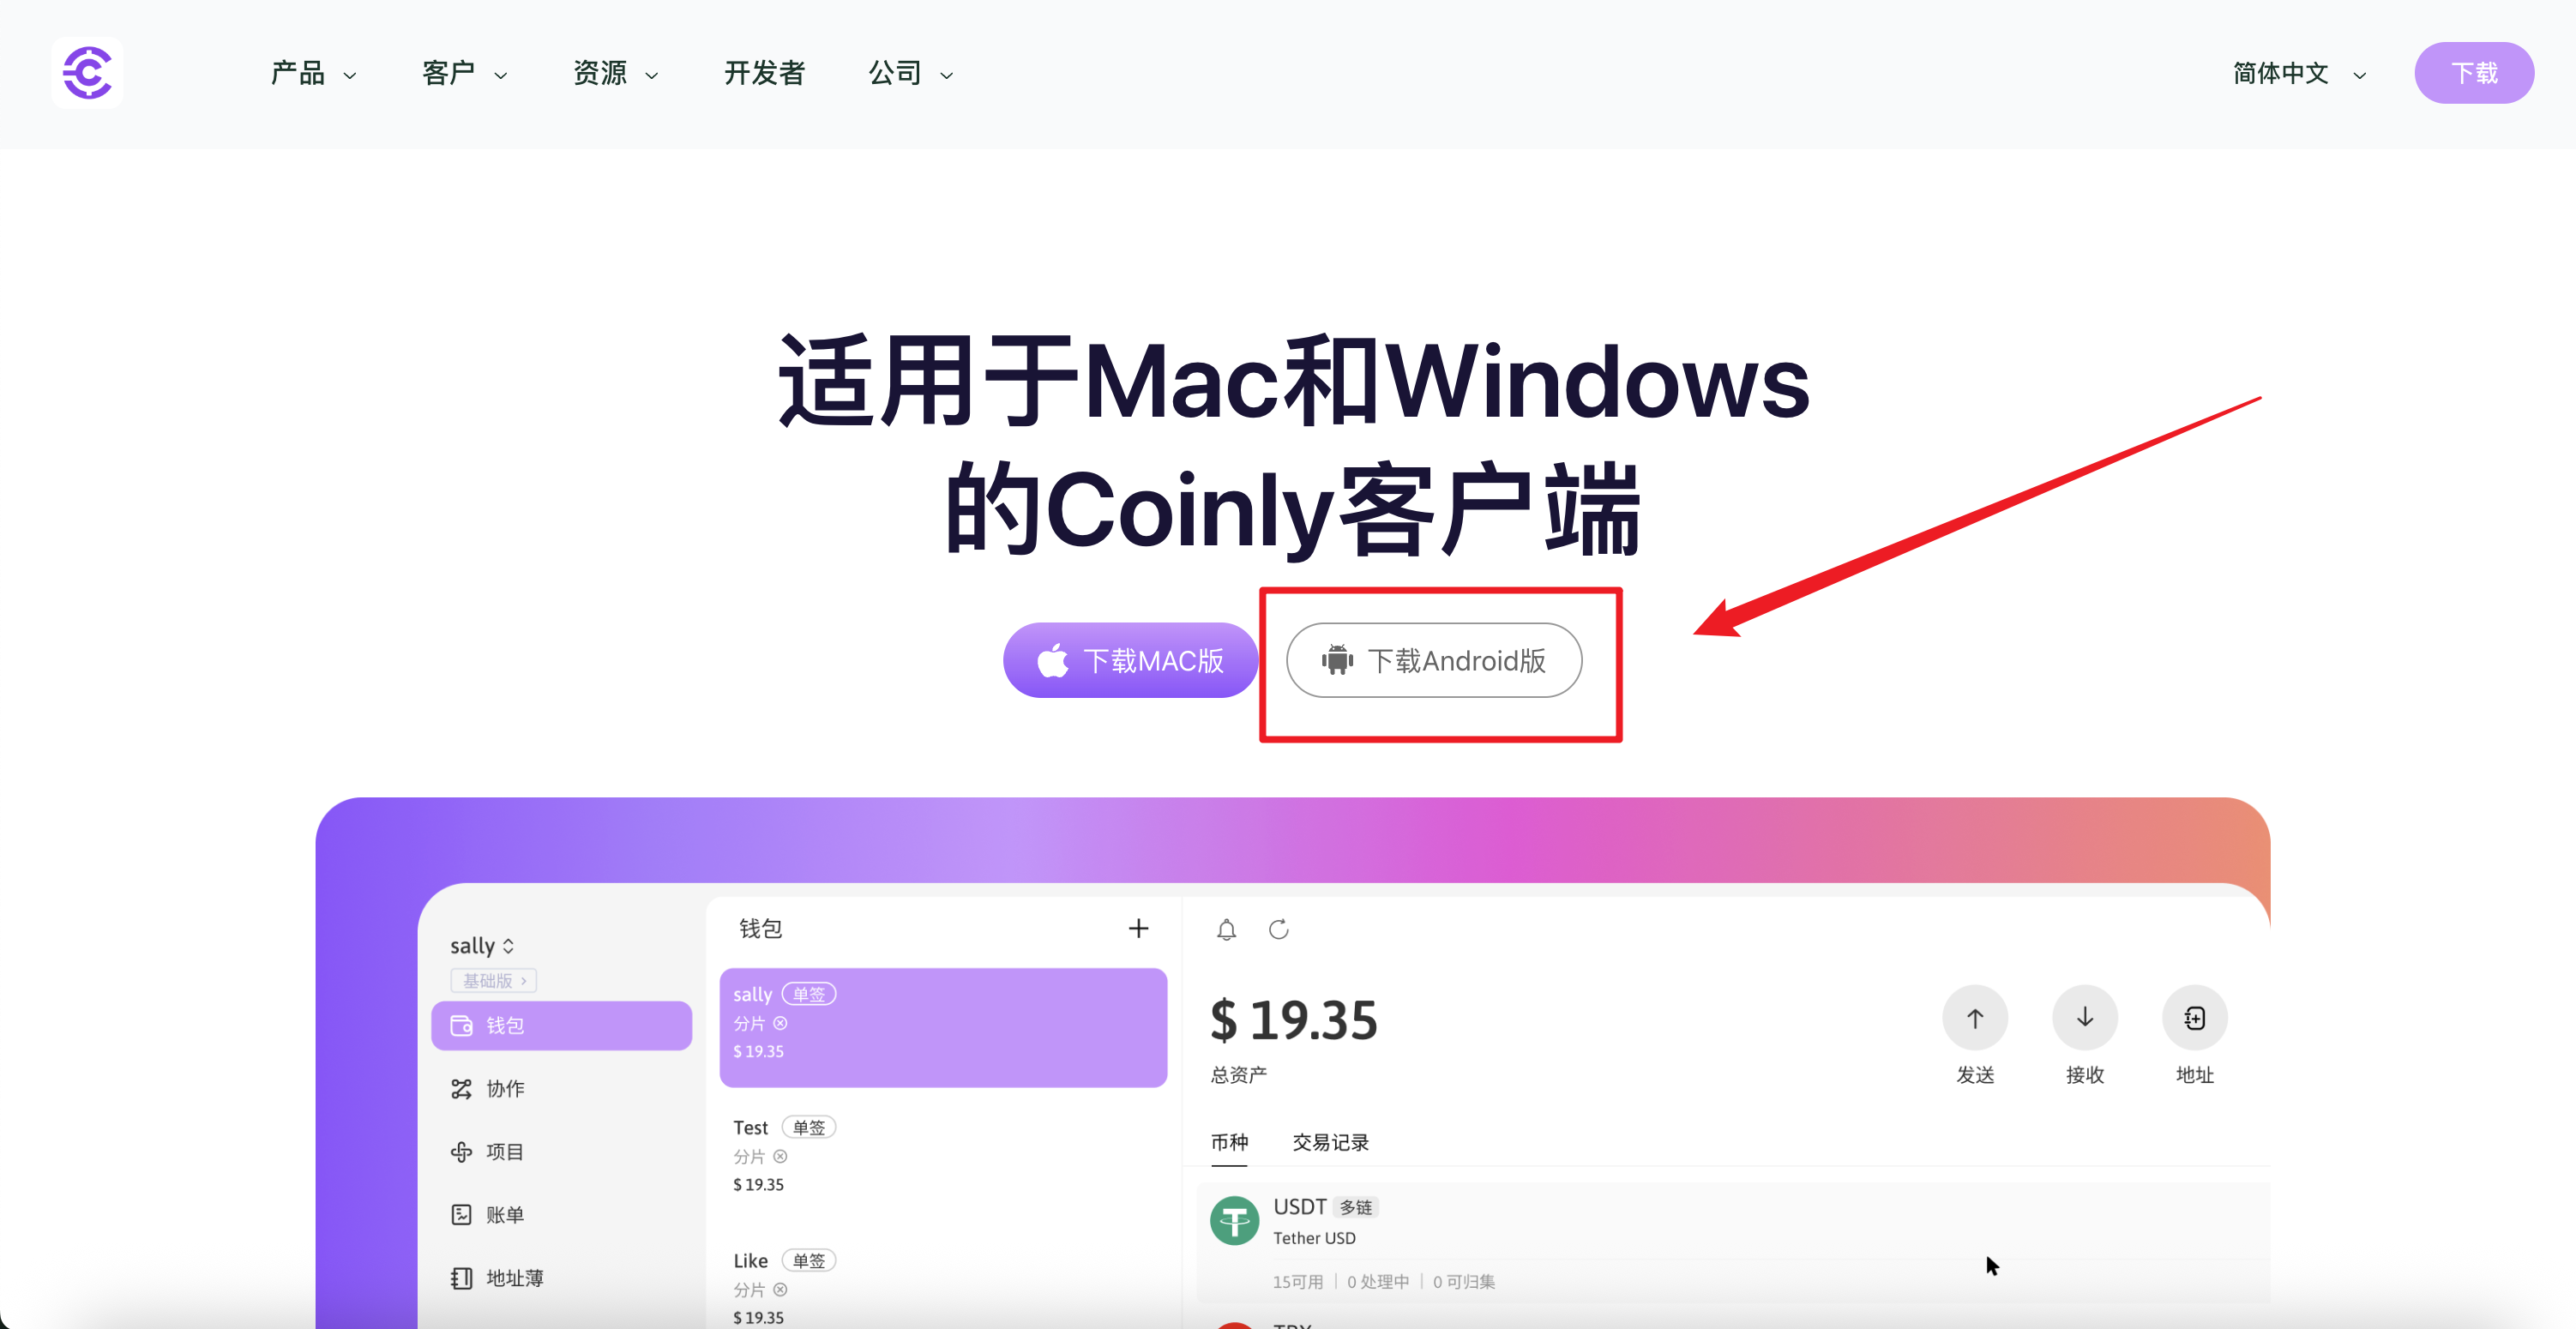 产品 客户 资源 开发者 公司 简体中文 下载
适用于Mac和Windows
的Coinly客户端
下载MAC版 下载Android版
sally
基础版
钱包
协作
项目
账单
地址薄
钱包
sally 单签
分片
$ 19.35
Test 单签
分片
$ 19.35
Like 单签
分片
$ 19.35
$ 19.35
总资产
发送 接收 地址
币种 交易记录
USDT 多链
Tether USD
15可用 | 0 处理中 | 0 可归集